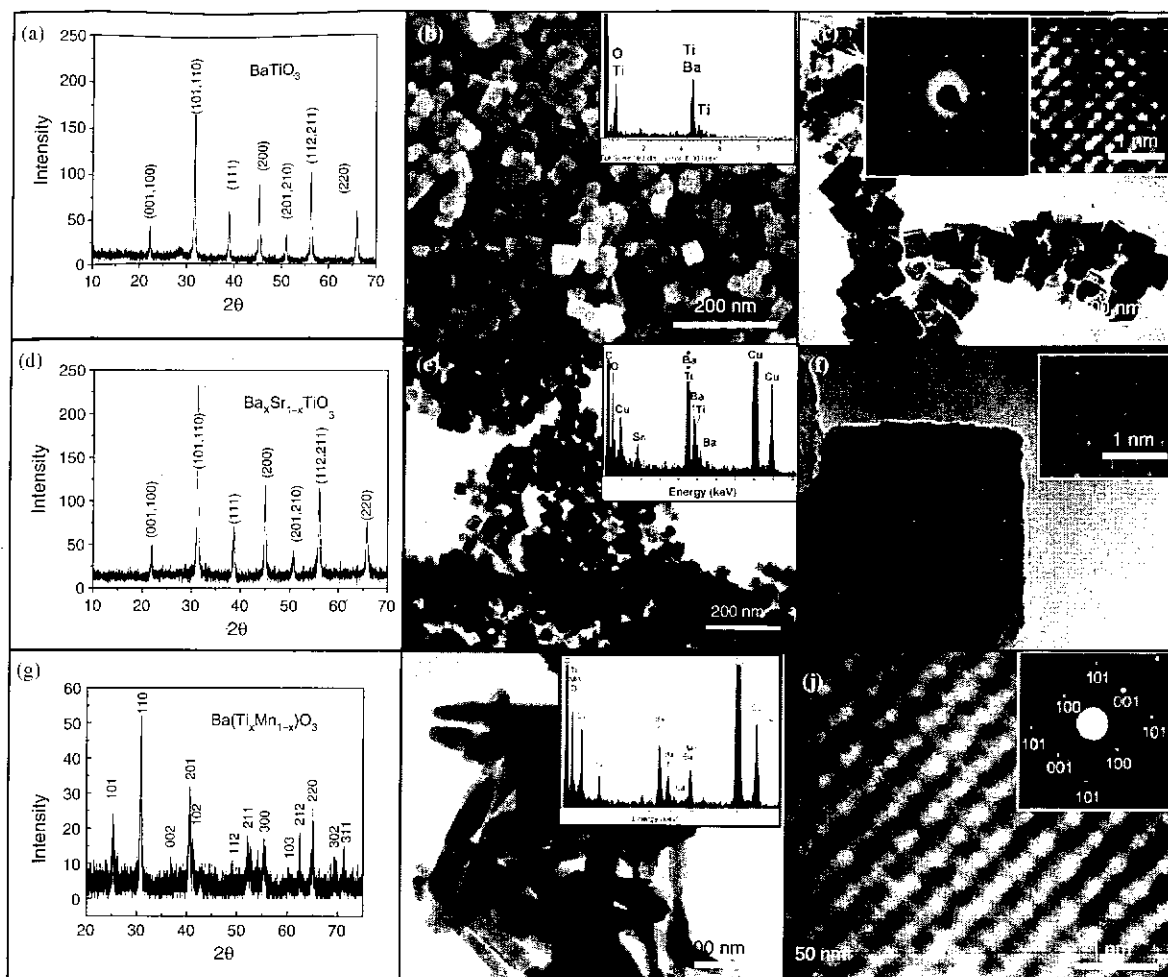 (a)
250
200
150
100
50
0
Intensity
BaTiO₃
(001,100)
(101,110)
(111)
(200)
(201,210)
(112,211)
(220)
10 20 30 40 50 60 70
2θ
(b)
O
Ti
Ti
Ba
Ti
200 nm
(c)
1 nm
(d)
250
200
150
100
50
0
Intensity
BaₓSr₁₋ₓTiO₃
(001,100)
(101,110)
(111)
(200)
(201,210)
(112,211)
(220)
10 20 30 40 50 60 70
2θ
(e)
C
O
Cu
Sr
Ba
Ti
Ba
Ti
Ba
Cu
Cu
Energy (keV)
200 nm
(f)
1 nm
(g)
60
50
40
30
20
10
0
Intensity
Ba(TiₓMn₁₋ₓ)O₃
101
110
002
201
102
112
211
300
103
212
220
302
311
20 30 40 50 60 70
2θ
(j)
101
100
001
101
101
001
100
101
50 nm